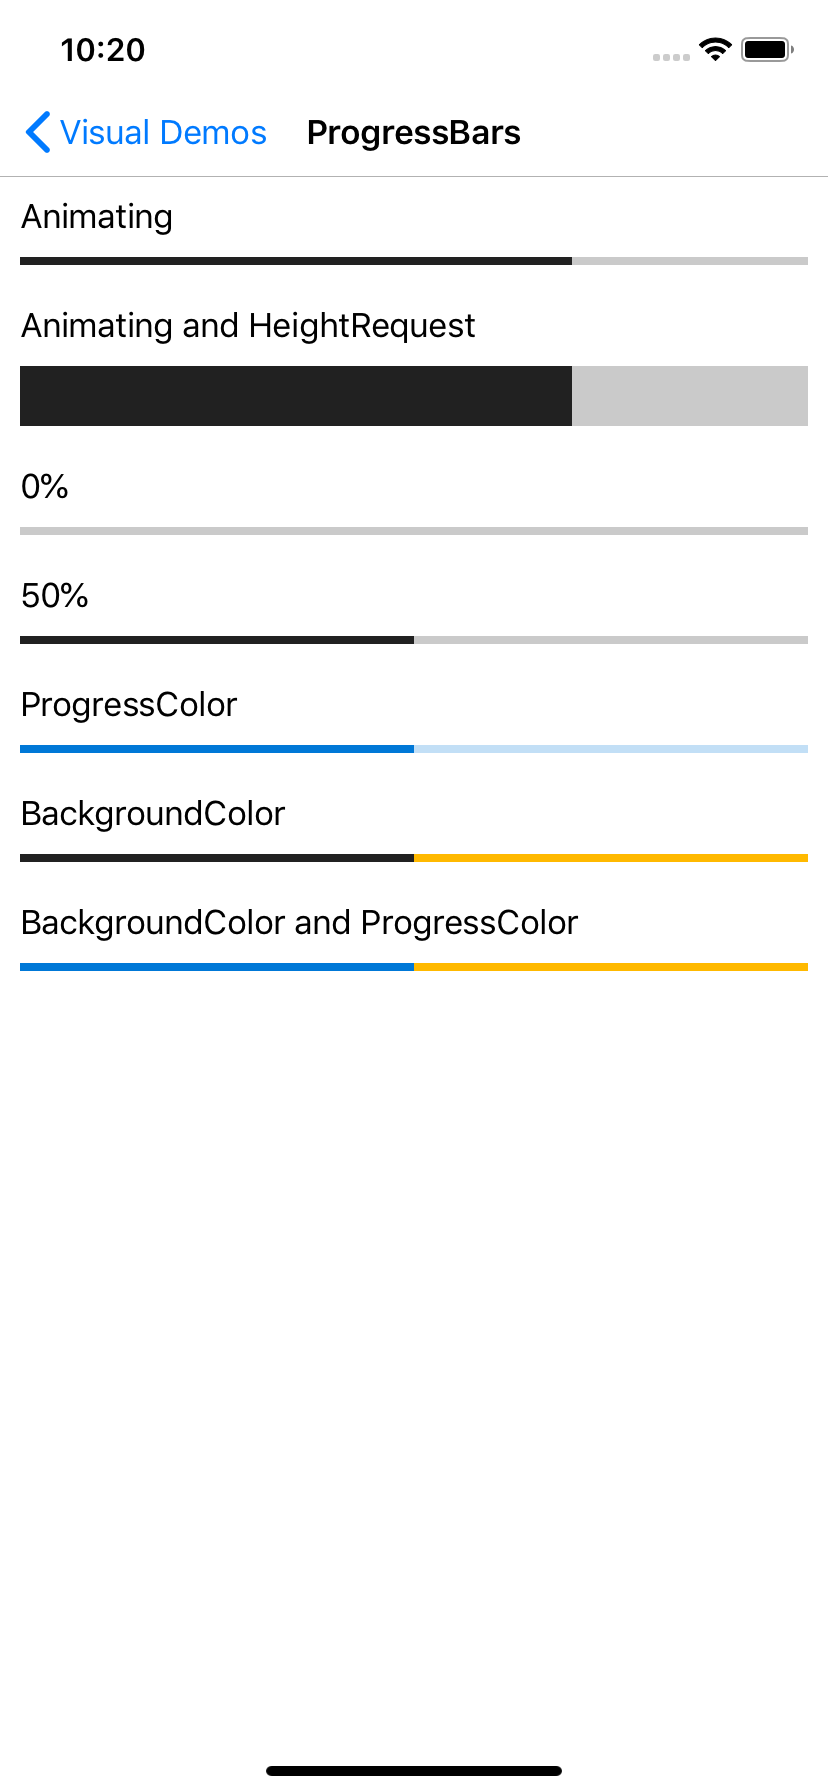 10:20
Visual Demos ProgressBars
Animating
Animating and HeightRequest
0%
50%
ProgressColor
BackgroundColor
BackgroundColor and ProgressColor